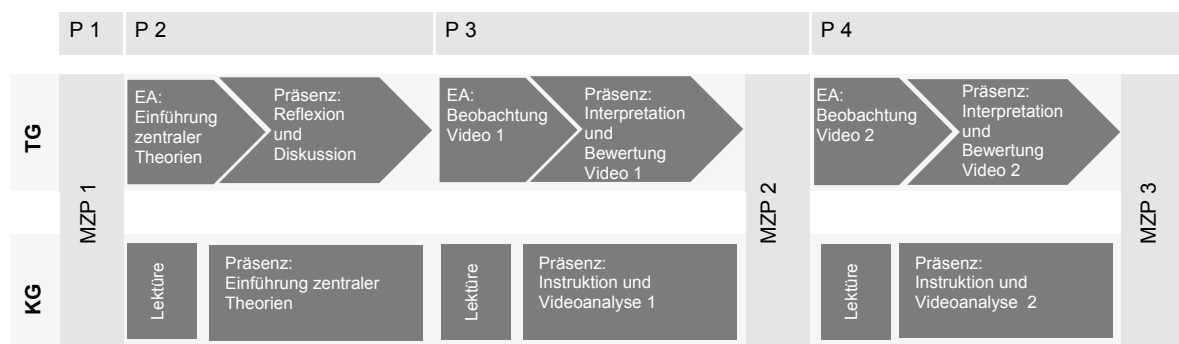 P 1
P 2
P 3
P 4
TG
MZP 1
EA:
Einführung
zentraler
Theorien
Präsenz:
Reflexion
und
Diskussion
EA:
Beobachtung
Video 1
Präsenz:
Interpretation
und
Bewertung
Video 1
MZP 2
EA:
Beobachtung
Video 2
Präsenz:
Interpretation
und
Bewertung
Video 2
MZP 3
KG
Lektüre
Präsenz:
Einführung zentraler
Theorien
Lektüre
Präsenz:
Instruktion und
Videoanalyse 1
Lektüre
Präsenz:
Instruktion und
Videoanalyse 2